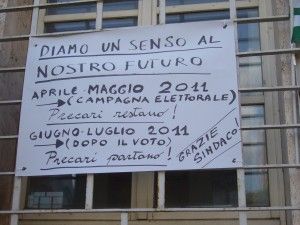 DIAMO UN SENSO AL
NOSTRO FUTURO
APRILE-MAGGIO 2011
(CAMPAGNA ELETTORALE)
Precari restano!
GIUGNO-LUGLIO 2011
(DOPO IL VOTO)
Precari partano!
GRAZIE
SINDACO!